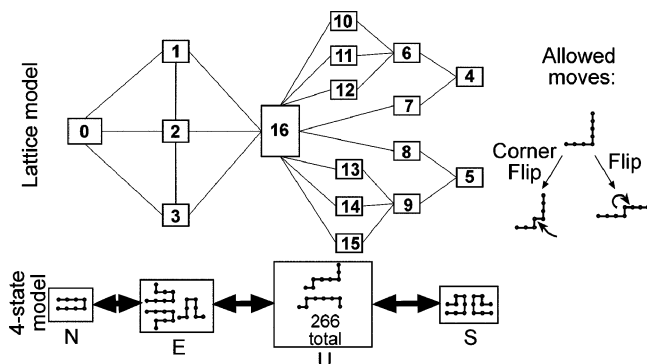 Lattice model
0
1
2
3
16
10
11
12
13
14
15
6
7
8
9
4
5
Allowed
moves:
Corner
Flip
Flip
4-state
model
N
E
266
total
U
S